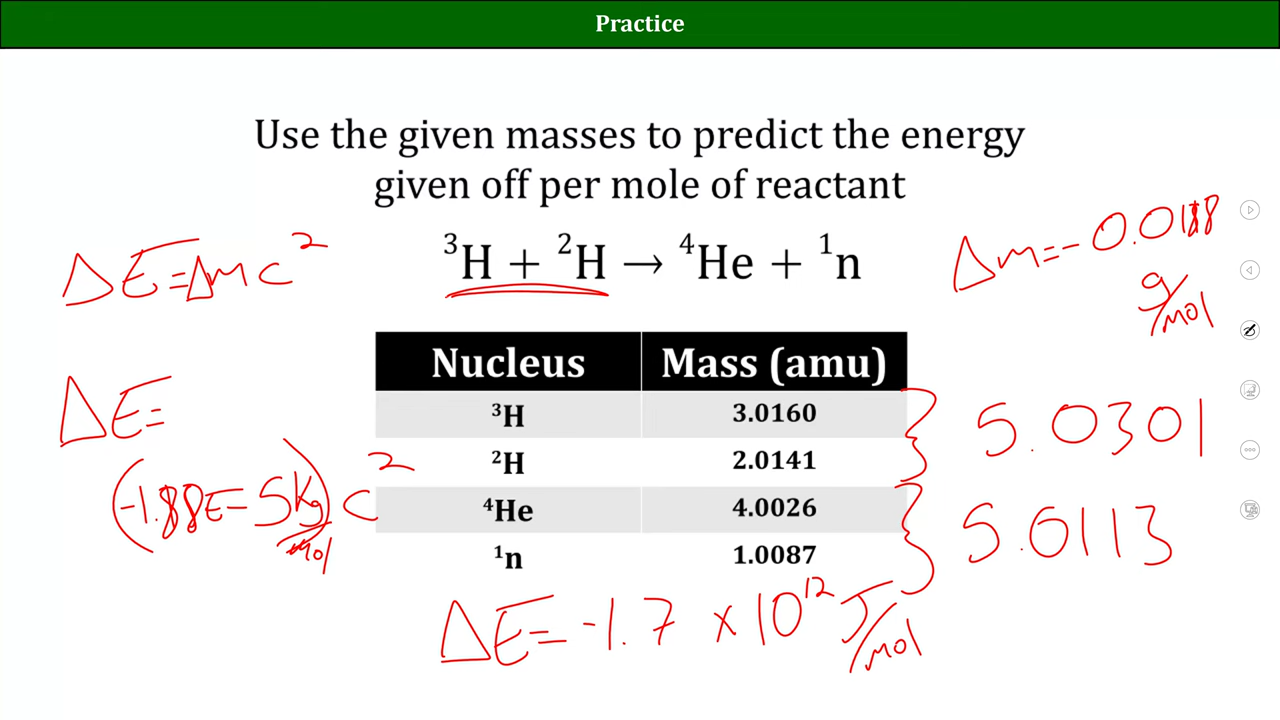 Practice
Use the given masses to predict the energy
given off per mole of reactant
³H + ²H → ⁴He + ¹n
ΔE=Δmc²
Δm=-0.0188
g/mol
Nucleus Mass (amu)
³H 3.0160
²H 2.0141
⁴He 4.0026
¹n 1.0087
5.0301
5.0113
ΔE=
(-1.88E-5kg/mol)c²
ΔE=-1.7 x10¹² J/mol